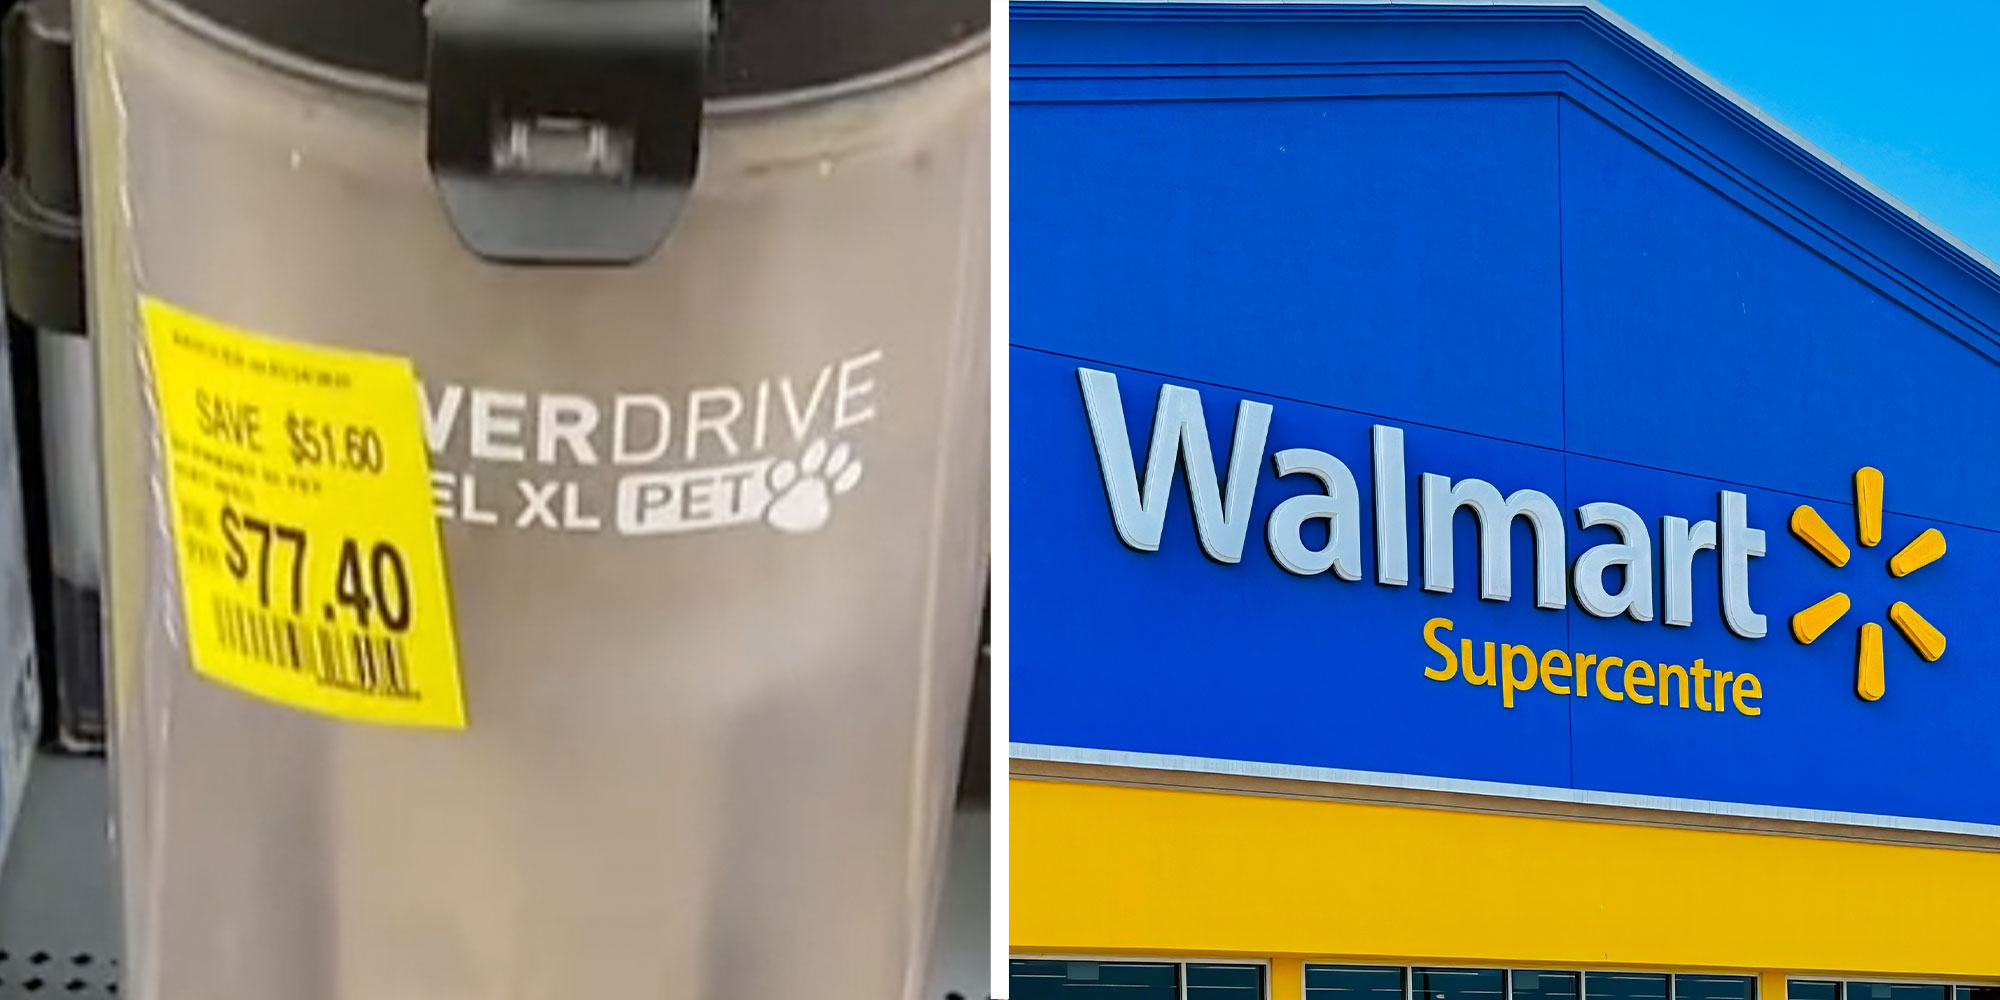 SAVE $51.60
$77.40
VERDRIVE
EL XL PET
Walmart
Supercentre